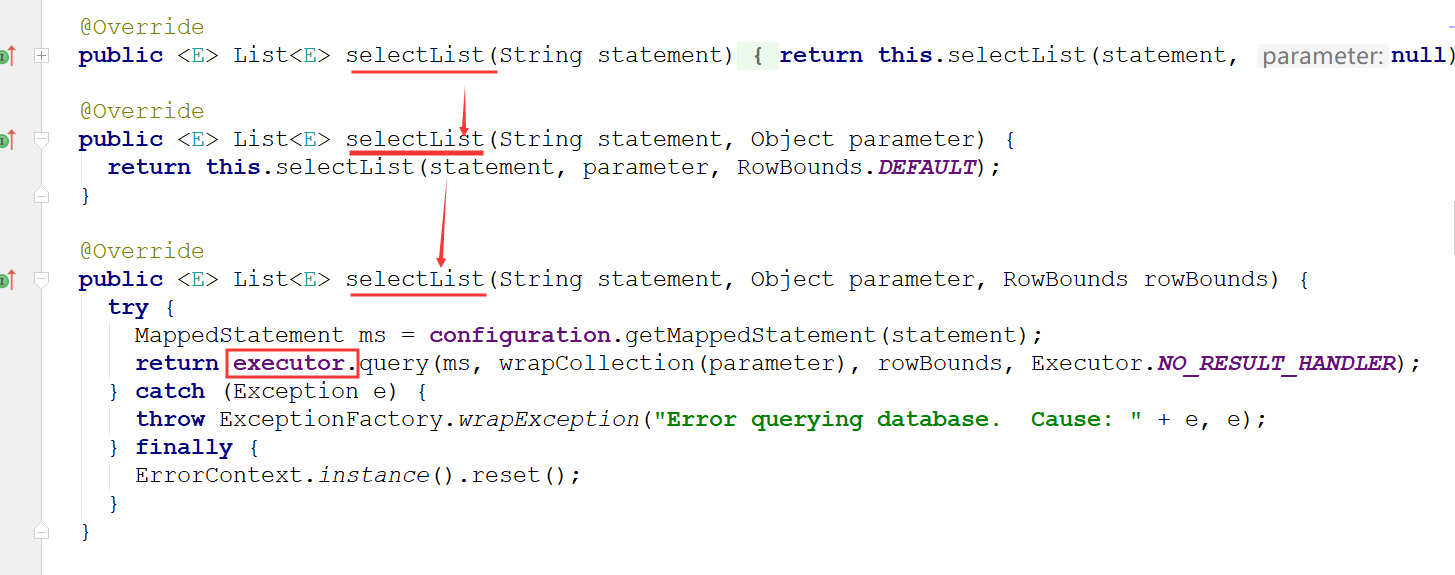 @Override
public <E> List<E> selectList(String statement) { return this.selectList(statement, parameter: null)
@Override
public <E> List<E> selectList(String statement, Object parameter) {
return this.selectList(statement, parameter, RowBounds.DEFAULT);
}
@Override
public <E> List<E> selectList(String statement, Object parameter, RowBounds rowBounds) {
try {
MappedStatement ms = configuration.getMappedStatement(statement);
return executor.query(ms, wrapCollection(parameter), rowBounds, Executor.NO_RESULT_HANDLER);
} catch (Exception e) {
throw ExceptionFactory.wrapException("Error querying database.  Cause: " + e, e);
} finally {
ErrorContext.instance().reset();
}
}